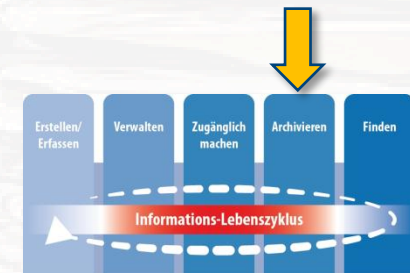 Erstellen/
Erfassen
Verwalten
Zugänglich
machen
Archivieren
Finden
Informations-Lebenszyklus